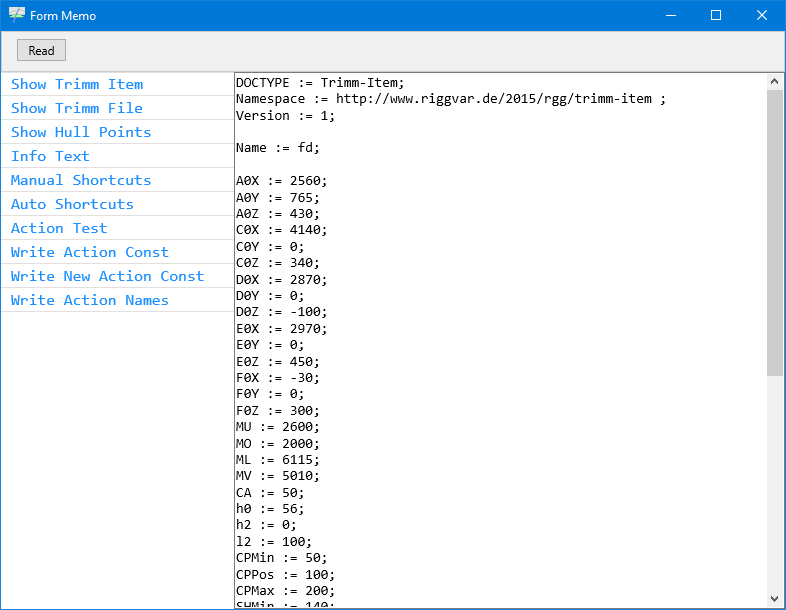 Form Memo
Read
Show Trimm Item
Show Trimm File
Show Hull Points
Info Text
Manual Shortcuts
Auto Shortcuts
Action Test
Write Action Const
Write New Action Const
Write Action Names
DOCTYPE := Trimm-Item;
Namespace := http://www.riggvar.de/2015/rgg/trimm-item ;
Version := 1;
Name := fd;
A0X := 2560;
A0Y := 765;
A0Z := 430;
C0X := 4140;
C0Y := 0;
C0Z := 340;
D0X := 2870;
D0Y := 0;
D0Z := -100;
E0X := 2970;
E0Y := 0;
E0Z := 450;
F0X := -30;
F0Y := 0;
F0Z := 300;
MU := 2600;
MO := 2000;
ML := 6115;
MV := 5010;
CA := 50;
h0 := 56;
h2 := 0;
l2 := 100;
CPMin := 50;
CPPos := 100;
CPMax := 200;
SHMin := 140;